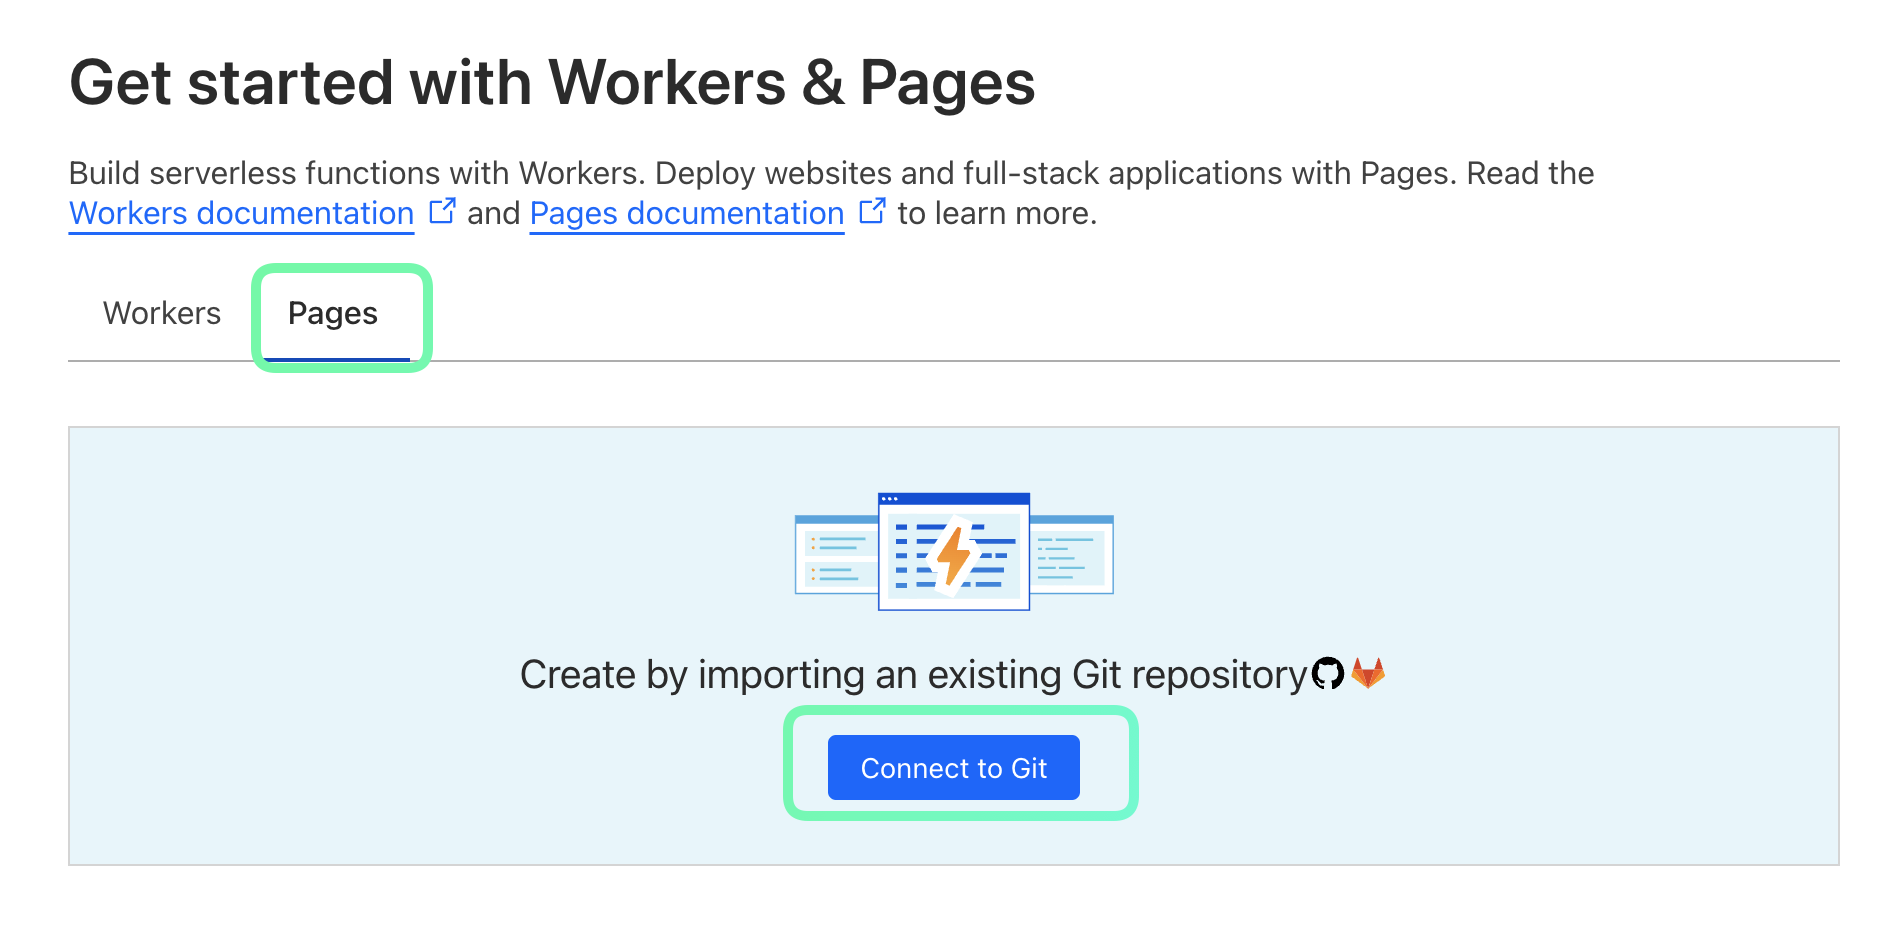 Get started with Workers & Pages
Build serverless functions with Workers. Deploy websites and full-stack applications with Pages. Read the
Workers documentation and Pages documentation to learn more.
Workers Pages
Create by importing an existing Git repository
Connect to Git